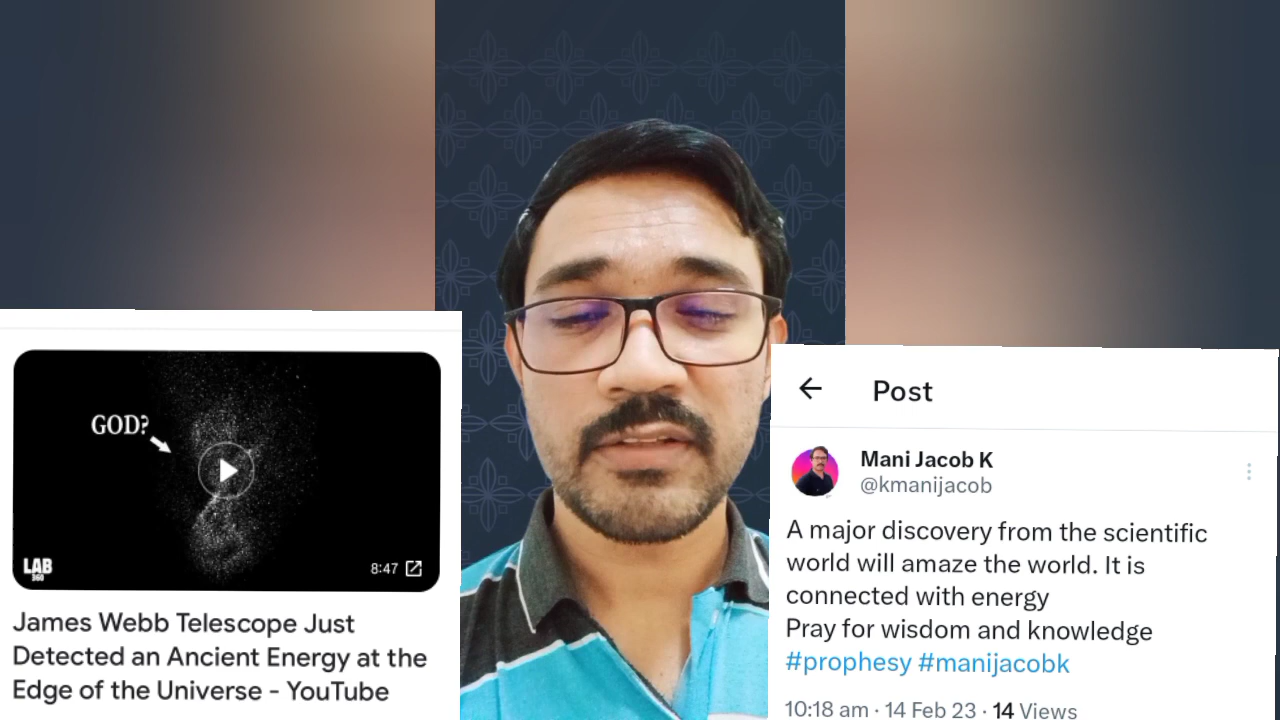 GOD?
LAB
360
8:47
James Webb Telescope Just
Detected an Ancient Energy at the
Edge of the Universe - YouTube
Post
Mani Jacob K
@kmanijacob
A major discovery from the scientific
world will amaze the world. It is
connected with energy
Pray for wisdom and knowledge
#prophesy #manijacobk
10:18 am · 14 Feb 23 · 14 Views